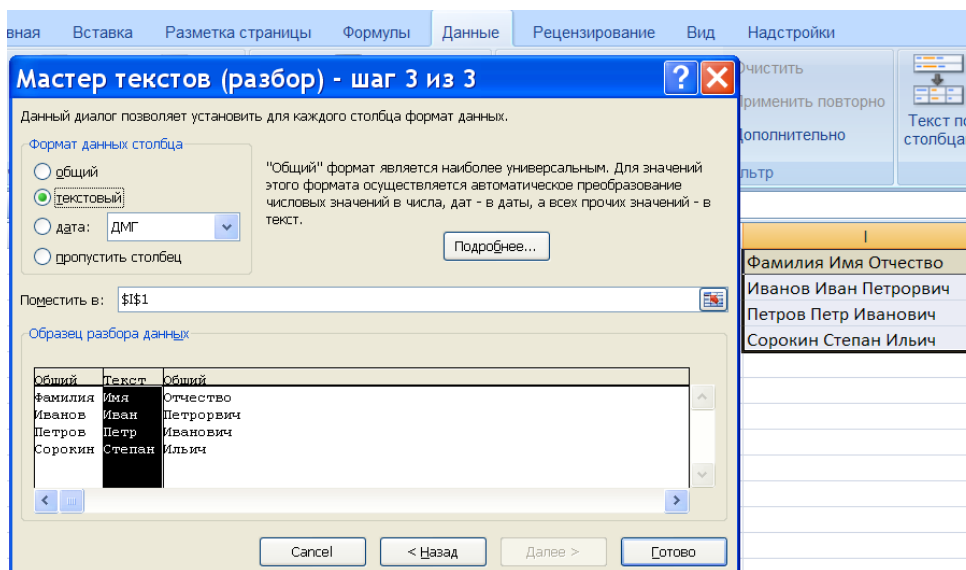 вная Вставка Разметка страницы Формулы Данные Рецензирование Вид Надстройки
Мастер текстов (разбор) - шаг 3 из 3
Данный диалог позволяет установить для каждого столбца формат данных.
Формат данных столбца
общий
текстовый
дата: ДМГ
пропустить столбец
"Общий" формат является наиболее универсальным. Для значений
этого формата осуществляется автоматическое преобразование
числовых значений в числа, дат - в даты, а всех прочих значений - в
текст.
Подробнее...
Поместить в: $I$1
Образец разбора данных
Общий Текст Общий
Фамилия Имя Отчество
Иванов Иван Петрорвич
Петров Петр Иванович
Сорокин Степан Ильич
Cancel < Назад Далее > Готово
Очистить
Применить повторно
Дополнительно
льтр
Текст по
столбца
I
Фамилия Имя Отчество
Иванов Иван Петрорвич
Петров Петр Иванович
Сорокин Степан Ильич